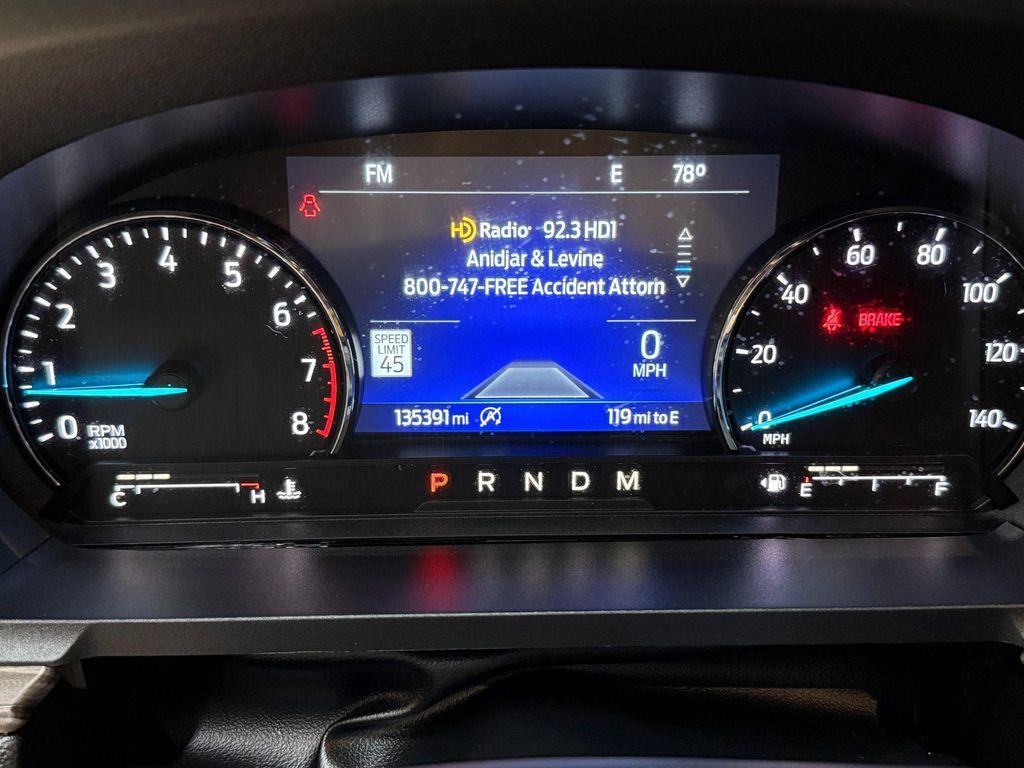 FM E 78°
HD Radio 92.3 HD1
Anidjar & Levine
800-747-FREE Accident Attorn
SPEED
LIMIT
45
0
MPH
135391 mi
119 mi to E
0 1 2 3 4 5 6 7 8
RPM
x1000
0 20 40 60 80 100 120 140
BRAKE
MPH
C H
P R N D M
E F